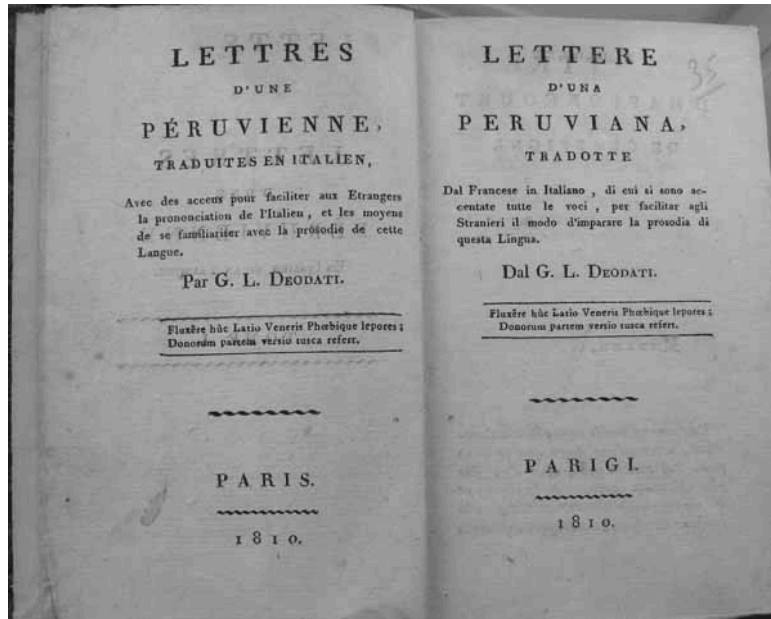 LETTRES
D'UNE
PÉRUVIENNE,
TRADUITES EN ITALIEN,
Avec des accens pour faciliter aux Etrangers
la prononciation de l'Italien, et les moyens
de se familiariser avec la prosodie de cette
Langue.
Par G. L. DEODATI.
Fluxêre hûc Latio Veneris Phœbique lepores ;
Donorum partem versio tusca refert.
PARIS.
1810.
LETTERE
D'UNA
PERUVIANA,
TRADOTTE
Dal Francese in Italiano , di cui si sono ac-
centate tutte le voci , per facilitar agli
Stranieri il modo d'imparare la prosodia di
questa Lingua.
Dal G. L. DEODATI.
Fluxêre hûc Latio Veneris Phœbique lepores ;
Donorum partem versio tusca refert.
PARIGI.
1810.
35